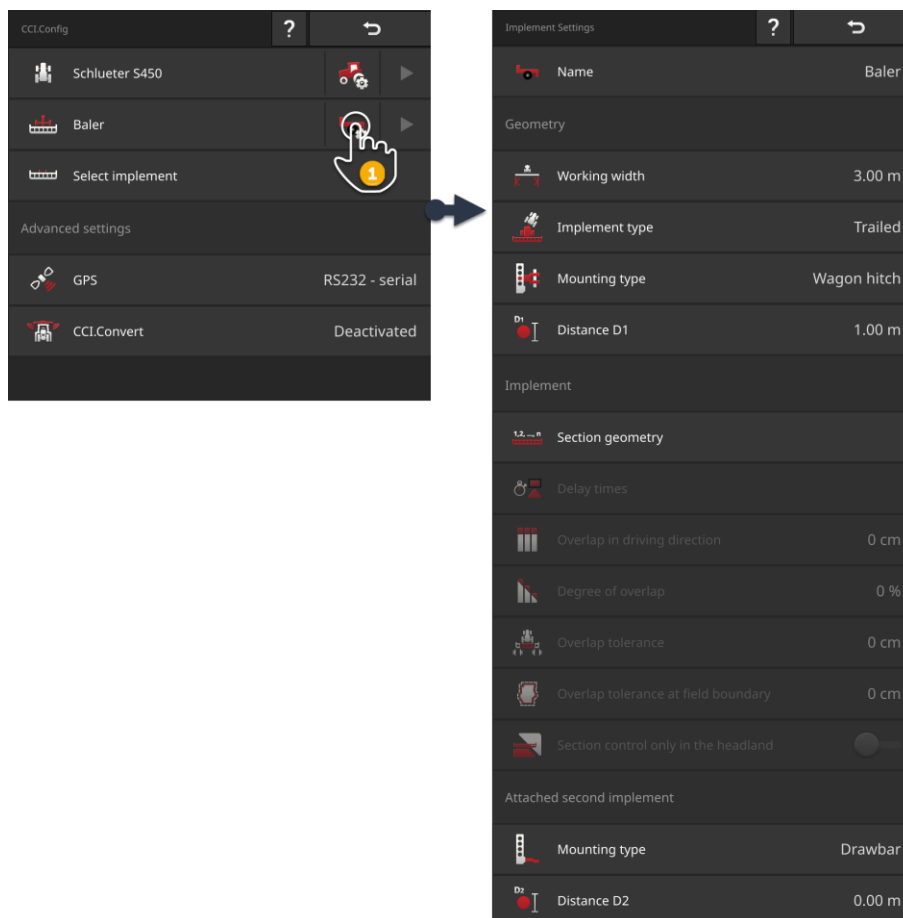 CCI.Config ?
Schlueter S450
Baler
1
Select implement
Advanced settings
GPS RS232 - serial
CCI.Convert Deactivated
Implement Settings ?
Name Baler
Geometry
Working width 3.00 m
Implement type Trailed
Mounting type Wagon hitch
D1 Distance D1 1.00 m
Implement
1,2, ... n Section geometry
Delay times
Overlap in driving direction 0 cm
Degree of overlap 0 %
Overlap tolerance 0 cm
Overlap tolerance at field boundary 0 cm
Section control only in the headland
Attached second implement
Mounting type Drawbar
D2 Distance D2 0.00 m